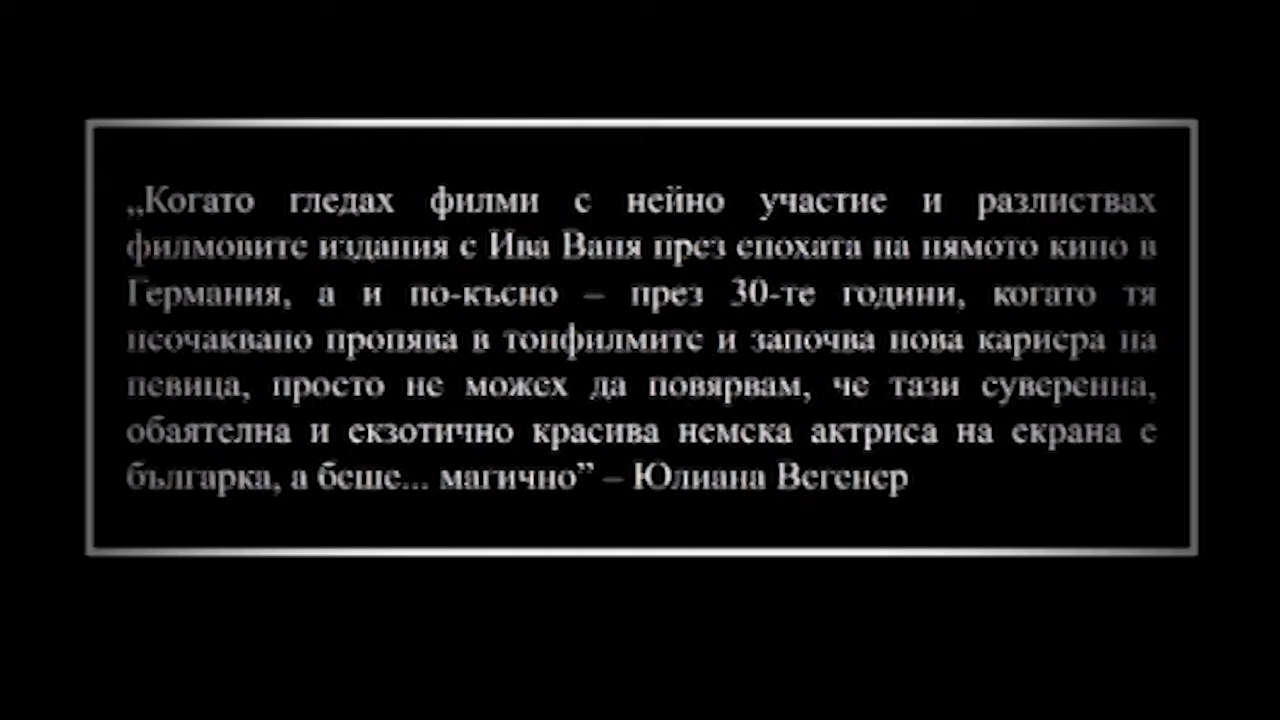 „Когато гледах филми с нейно участие и разлиствах
филмовите издания с Ива Ваня през епохата на нямото кино в
Германия, а и по-късно – през 30-те години, когато тя
неочаквано пропява в тонфилмите и започва нова кариера на
певица, просто не можех да повярвам, че тази суверенна,
обаятелна и екзотично красива немска актриса на екрана е
българка, а беше... магично” – Юлиана Вегенер